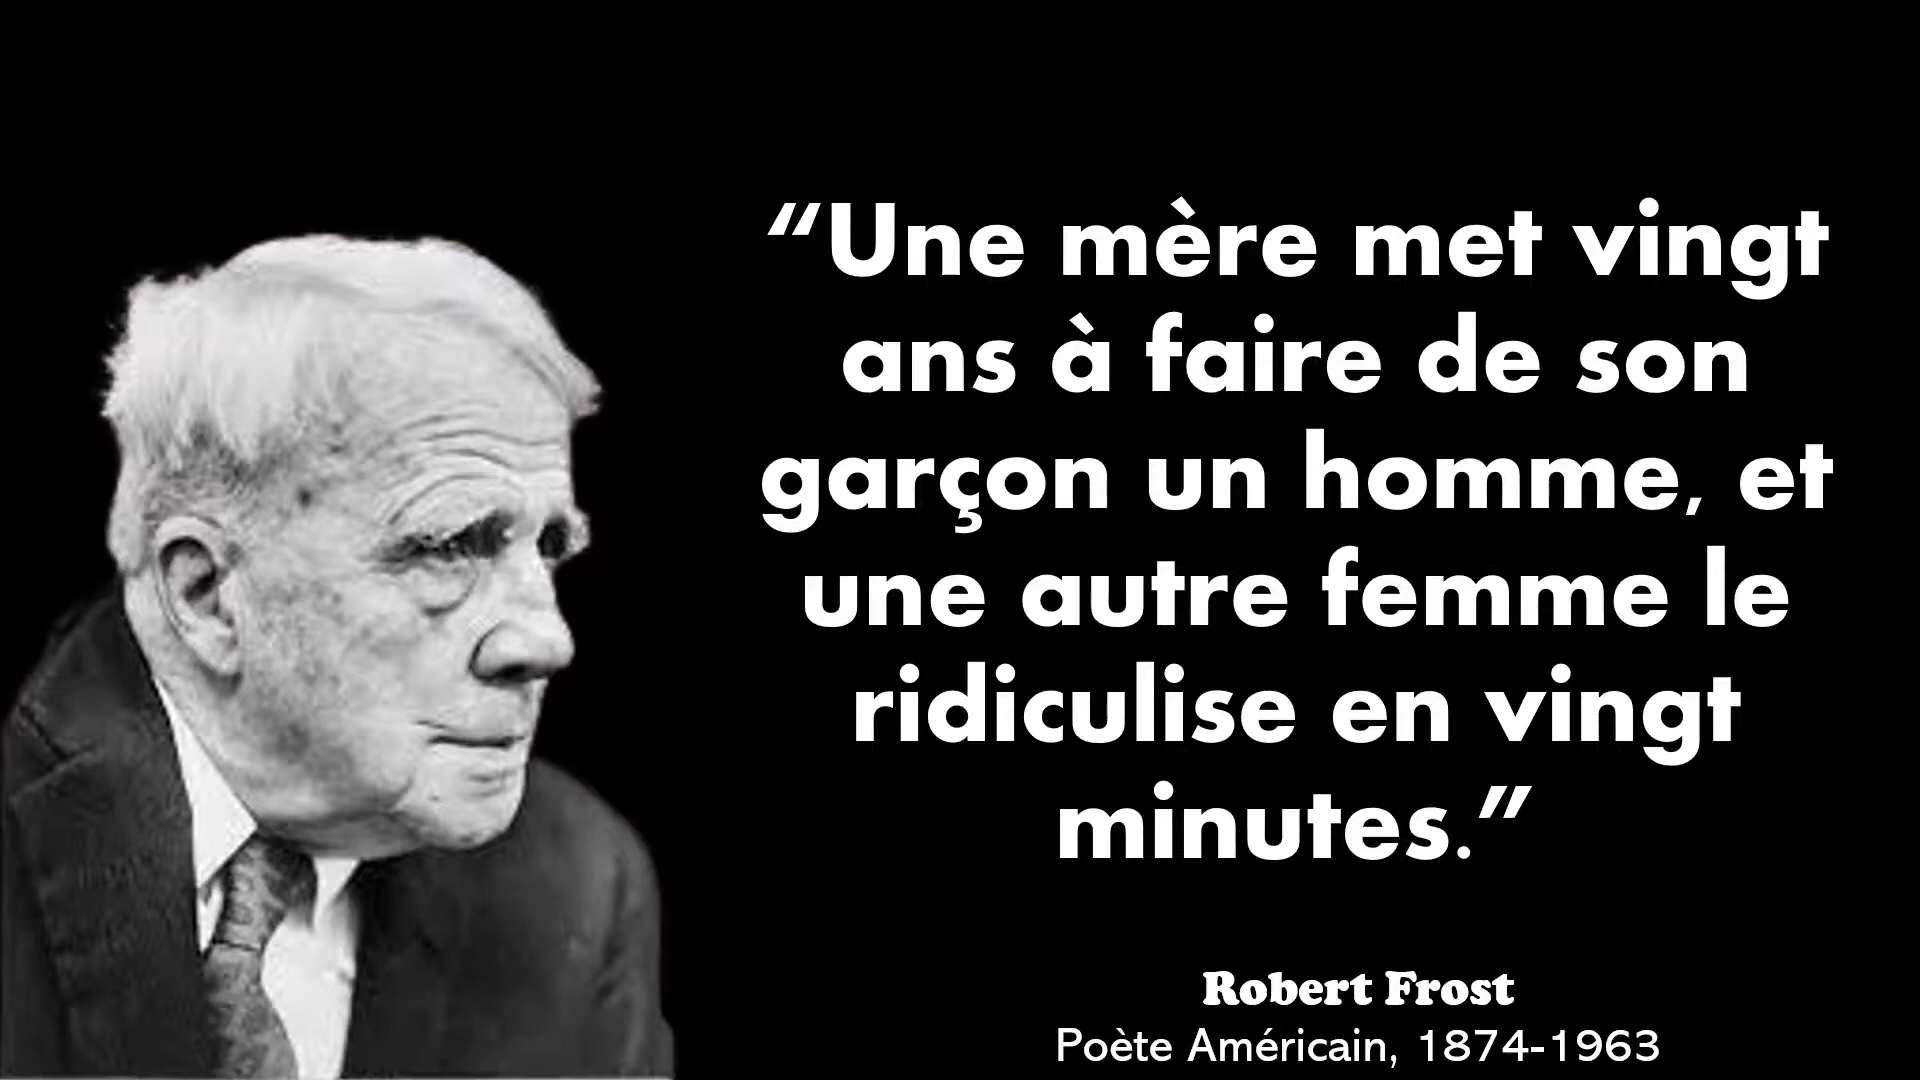 “Une mère met vingt
ans à faire de son
garçon un homme, et
une autre femme le
ridiculise en vingt
minutes.”
Robert Frost
Poète Américain, 1874-1963